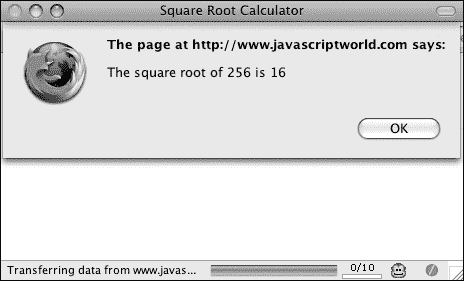 Square Root Calculator
The page at http://www.javascriptworld.com says:
The square root of 256 is 16
OK
Transferring data from www.javas...
0/10